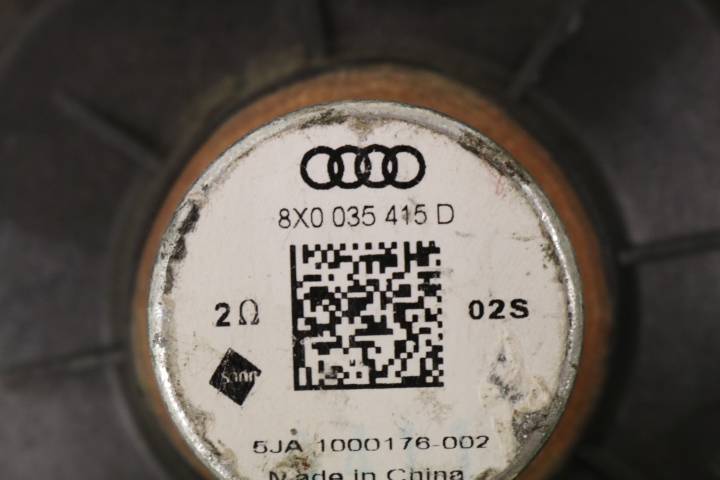 8X0 035 415 D
2Ω 02S
5JA 1000176-002
Made in China